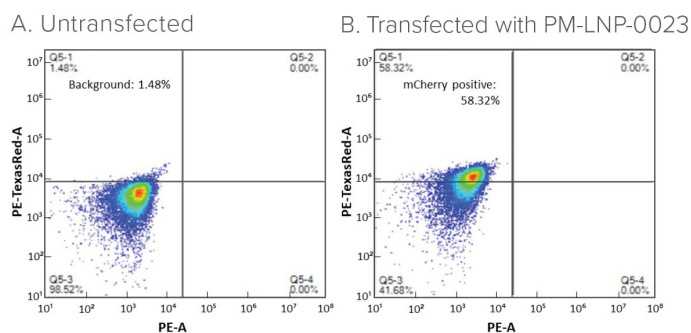 A. Untransfected
PE-TexasRed-A
10⁷
10⁶
10⁵
10⁴
10³
10²
10¹
Q5-1
1.48%
Background: 1.48%
Q5-2
0.00%
Q5-3
98.52%
Q5-4
0.00%
10¹ 10² 10³ 10⁴ 10⁵ 10⁶ 10⁷ 10⁸
PE-A
B. Transfected with PM-LNP-0023
PE-TexasRed-A
10⁷
10⁶
10⁵
10⁴
10³
10²
10¹
Q5-1
58.32%
mCherry positive:
58.32%
Q5-2
0.00%
Q5-3
41.68%
Q5-4
0.00%
10¹ 10² 10³ 10⁴ 10⁵ 10⁶ 10⁷ 10⁸
PE-A